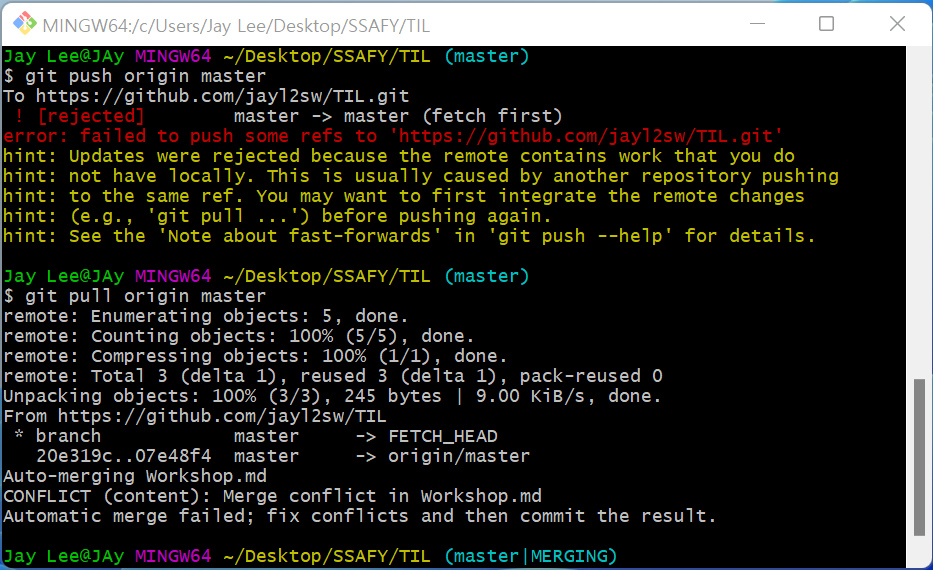 MINGW64:/c/Users/Jay Lee/Desktop/SSAFY/TIL
Jay Lee@JAy MINGW64 ~/Desktop/SSAFY/TIL (master)
$ git push origin master
To https://github.com/jayl2sw/TIL.git
 ! [rejected]        master -> master (fetch first)
error: failed to push some refs to 'https://github.com/jayl2sw/TIL.git'
hint: Updates were rejected because the remote contains work that you do
hint: not have locally. This is usually caused by another repository pushing
hint: to the same ref. You may want to first integrate the remote changes
hint: (e.g., 'git pull ...') before pushing again.
hint: See the 'Note about fast-forwards' in 'git push --help' for details.
Jay Lee@JAy MINGW64 ~/Desktop/SSAFY/TIL (master)
$ git pull origin master
remote: Enumerating objects: 5, done.
remote: Counting objects: 100% (5/5), done.
remote: Compressing objects: 100% (1/1), done.
remote: Total 3 (delta 1), reused 3 (delta 1), pack-reused 0
Unpacking objects: 100% (3/3), 245 bytes | 9.00 KiB/s, done.
From https://github.com/jayl2sw/TIL
 * branch            master     -> FETCH_HEAD
   20e319c..07e48f4  master     -> origin/master
Auto-merging Workshop.md
CONFLICT (content): Merge conflict in Workshop.md
Automatic merge failed; fix conflicts and then commit the result.
Jay Lee@JAy MINGW64 ~/Desktop/SSAFY/TIL (master|MERGING)